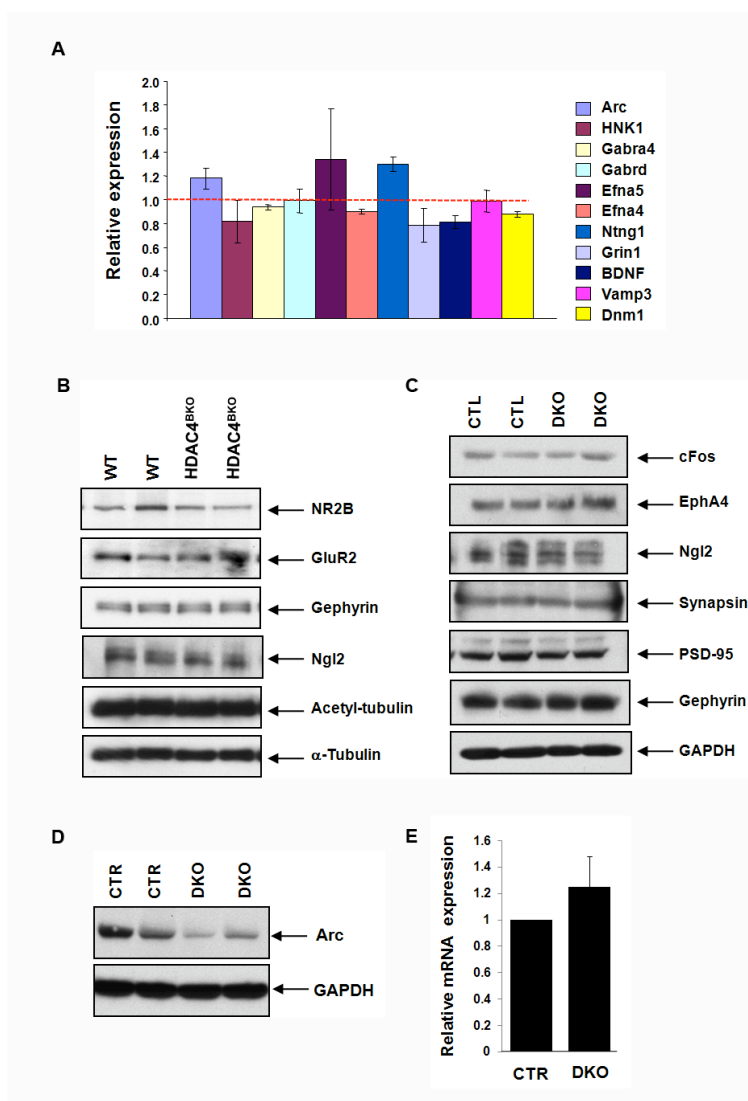 A
Relative expression
2.0
1.8
1.6
1.4
1.2
1.0
0.8
0.6
0.4
0.2
0.0
Arc
HNK1
Gabra4
Gabrd
Efna5
Efna4
Ntng1
Grin1
BDNF
Vamp3
Dnm1
B
WT
WT
HDAC4BKO
HDAC4BKO
NR2B
GluR2
Gephyrin
Ngl2
Acetyl-tubulin
α-Tubulin
C
CTL
CTL
DKO
DKO
cFos
EphA4
Ngl2
Synapsin
PSD-95
Gephyrin
GAPDH
D
CTR
CTR
DKO
DKO
Arc
GAPDH
E
Relative mRNA expression
1.6
1.4
1.2
1
0.8
0.6
0.4
0.2
0
CTR
DKO